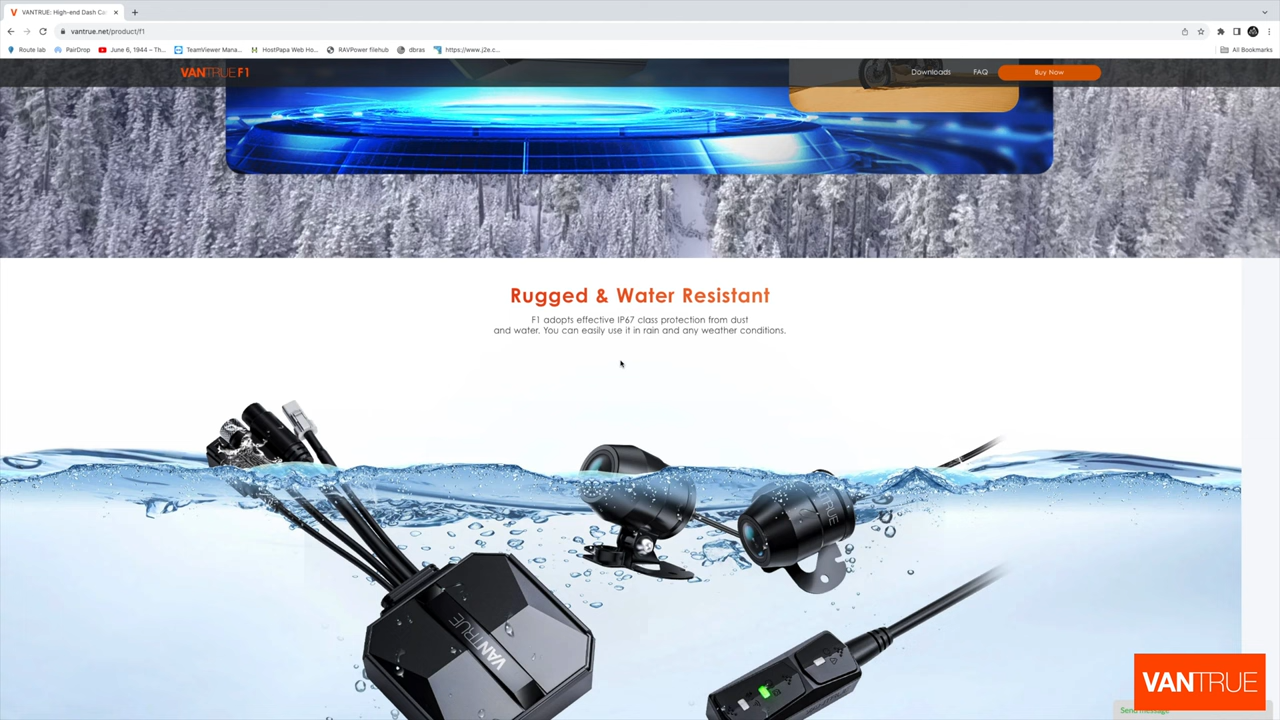 VANTRUE: High-end Dash Ca
vantrue.net/product/f1
Route lab
PairDrop
June 6, 1944 – Th...
TeamViewer Mana...
HostPapa Web Ho...
RAVPower filehub
dbras
https://www.j2e.c...
All Bookmarks
VANTRUE F1
Downloads
FAQ
Buy Now
Rugged & Water Resistant
F1 adopts effective IP67 class protection from dust
and water. You can easily use it in rain and any weather conditions.
VANTRUE
VANTRUE
Send message